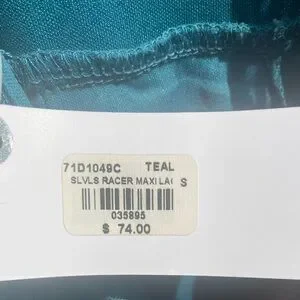 71D1049C TEAL
SLVLS RACER MAXI LAC S
035895
$ 74.00